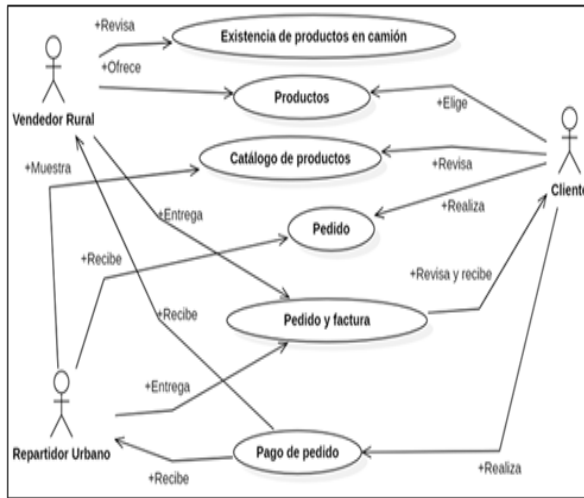 +Revisa
Existencia de productos en camión
+Ofrece
Productos
Vendedor Rural
+Elige
Catálogo de productos
+Muestra
+Revisa
Cliente
+Entrega
+Realiza
Pedido
+Recibe
+Revisa y recibe
+Recibe
Pedido y factura
+Entrega
Repartidor Urbano
Pago de pedido
+Recibe
+Realiza